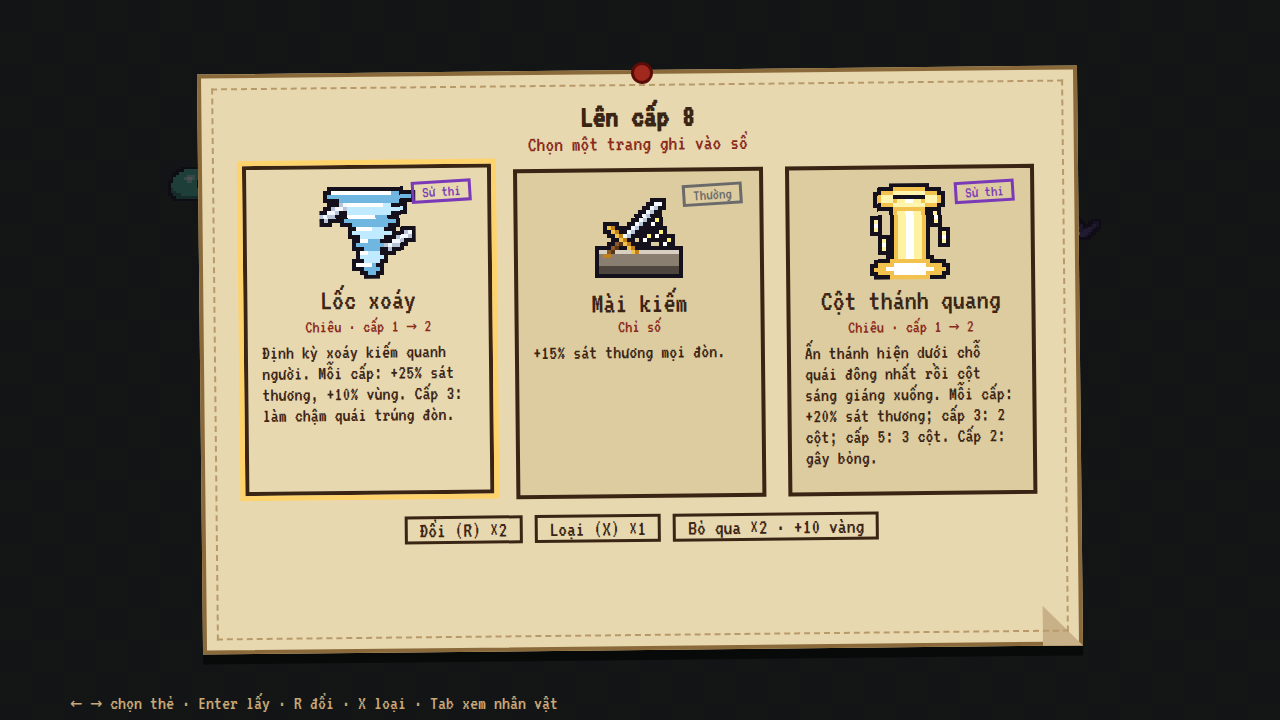 Lên cấp 8
Chọn một trang ghi vào sổ
Sử thi
Lốc xoáy
Chiêu · cấp 1 → 2
Định kỳ xoáy kiếm quanh
người. Mỗi cấp: +25% sát
thương, +10% vùng. Cấp 3:
làm chậm quái trúng đòn.
Thường
Mài kiếm
Chỉ số
+15% sát thương mọi đòn.
Sử thi
Cột thánh quang
Chiêu · cấp 1 → 2
Ấn thánh hiện dưới chỗ
quái đông nhất rồi cột
sáng giáng xuống. Mỗi cấp:
+20% sát thương; cấp 3: 2
cột; cấp 5: 3 cột. Cấp 2:
gây bỏng.
Đổi (R) ×2
Loại (X) ×1
Bỏ qua ×2 · +10 vàng
← → chọn thẻ · Enter lấy · R đổi · X loại · Tab xem nhân vật